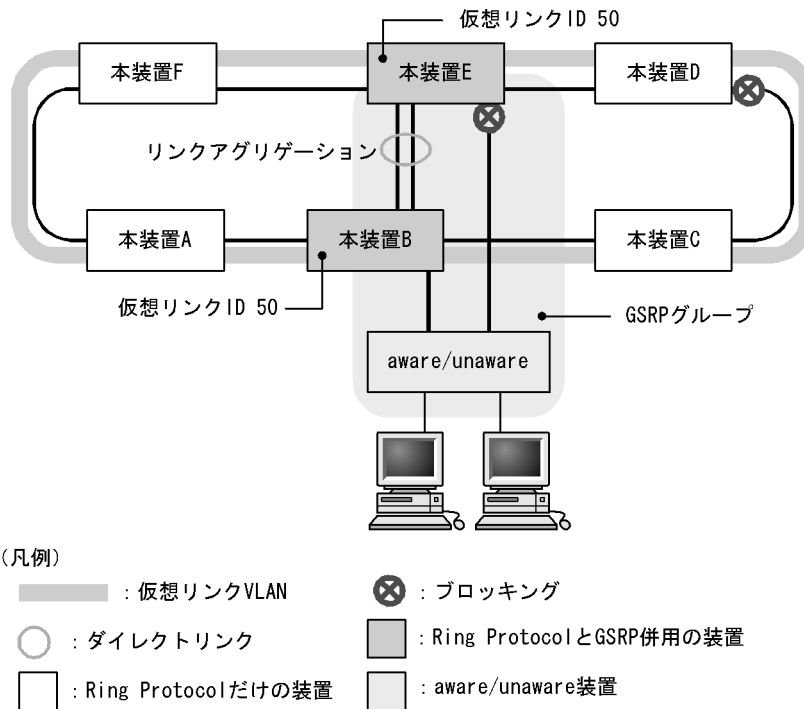 仮想リンクID 50
本装置F
本装置E
本装置D
リンクアグリゲーション
本装置A
本装置B
本装置C
仮想リンクID 50
GSRPグループ
aware/unaware
(凡例)
：仮想リンクVLAN
：ブロッキング
：ダイレクトリンク
：Ring ProtocolとGSRP併用の装置
：Ring Protocolだけの装置
：aware/unaware装置